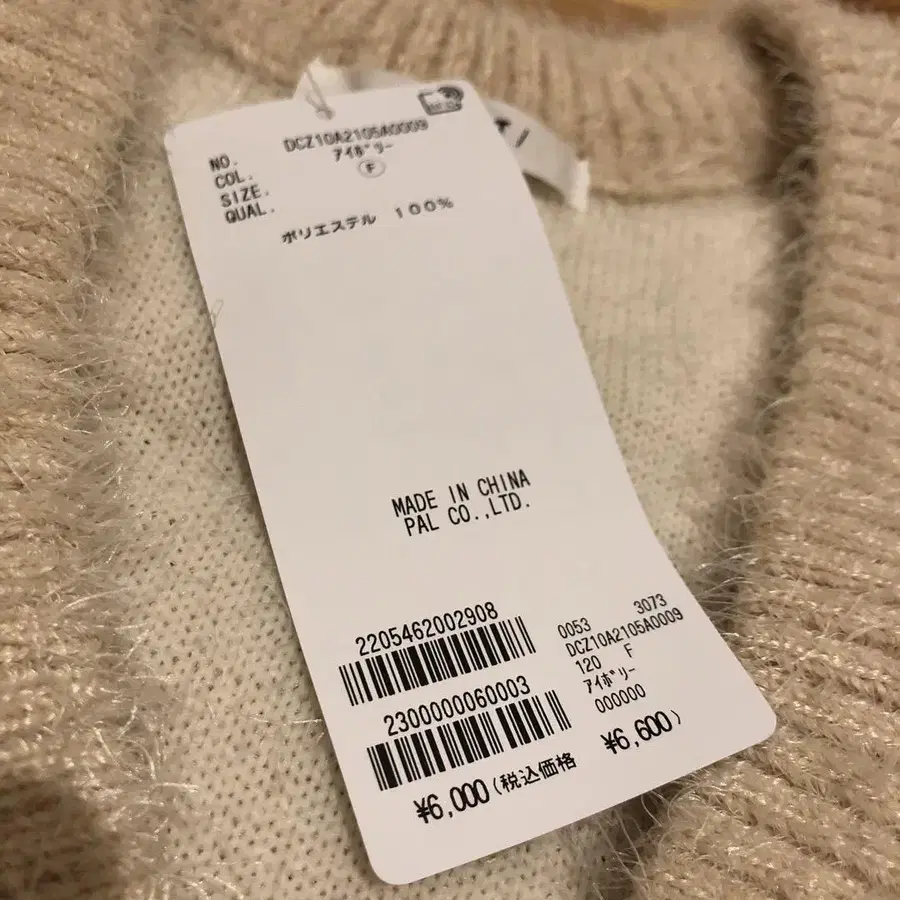 NO. DCZ10A2105A0009
COL. アイボリー
SIZE. F
QUAL.
ポリエステル 100%
MADE IN CHINA
PAL CO.,LTD.
2205462002908
2300000060003
0053 3073
DCZ10A2105A0009
120 F
アイボリー
000000
¥6,000(税込価格 ¥6,600)